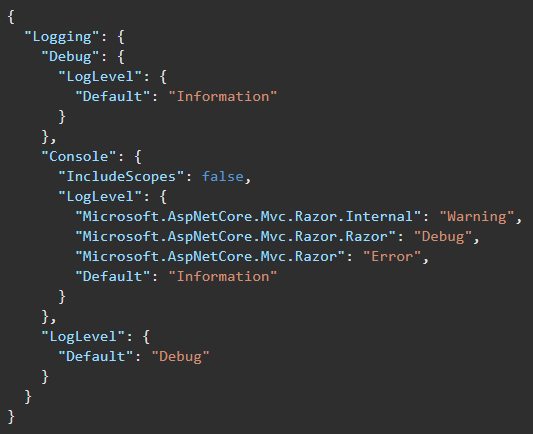 {
  "Logging": {
    "Debug": {
      "LogLevel": {
        "Default": "Information"
      }
    },
    "Console": {
      "IncludeScopes": false,
      "LogLevel": {
        "Microsoft.AspNetCore.Mvc.Razor.Internal": "Warning",
        "Microsoft.AspNetCore.Mvc.Razor.Razor": "Debug",
        "Microsoft.AspNetCore.Mvc.Razor": "Error",
        "Default": "Information"
      }
    },
    "LogLevel": {
      "Default": "Debug"
    }
  }
}